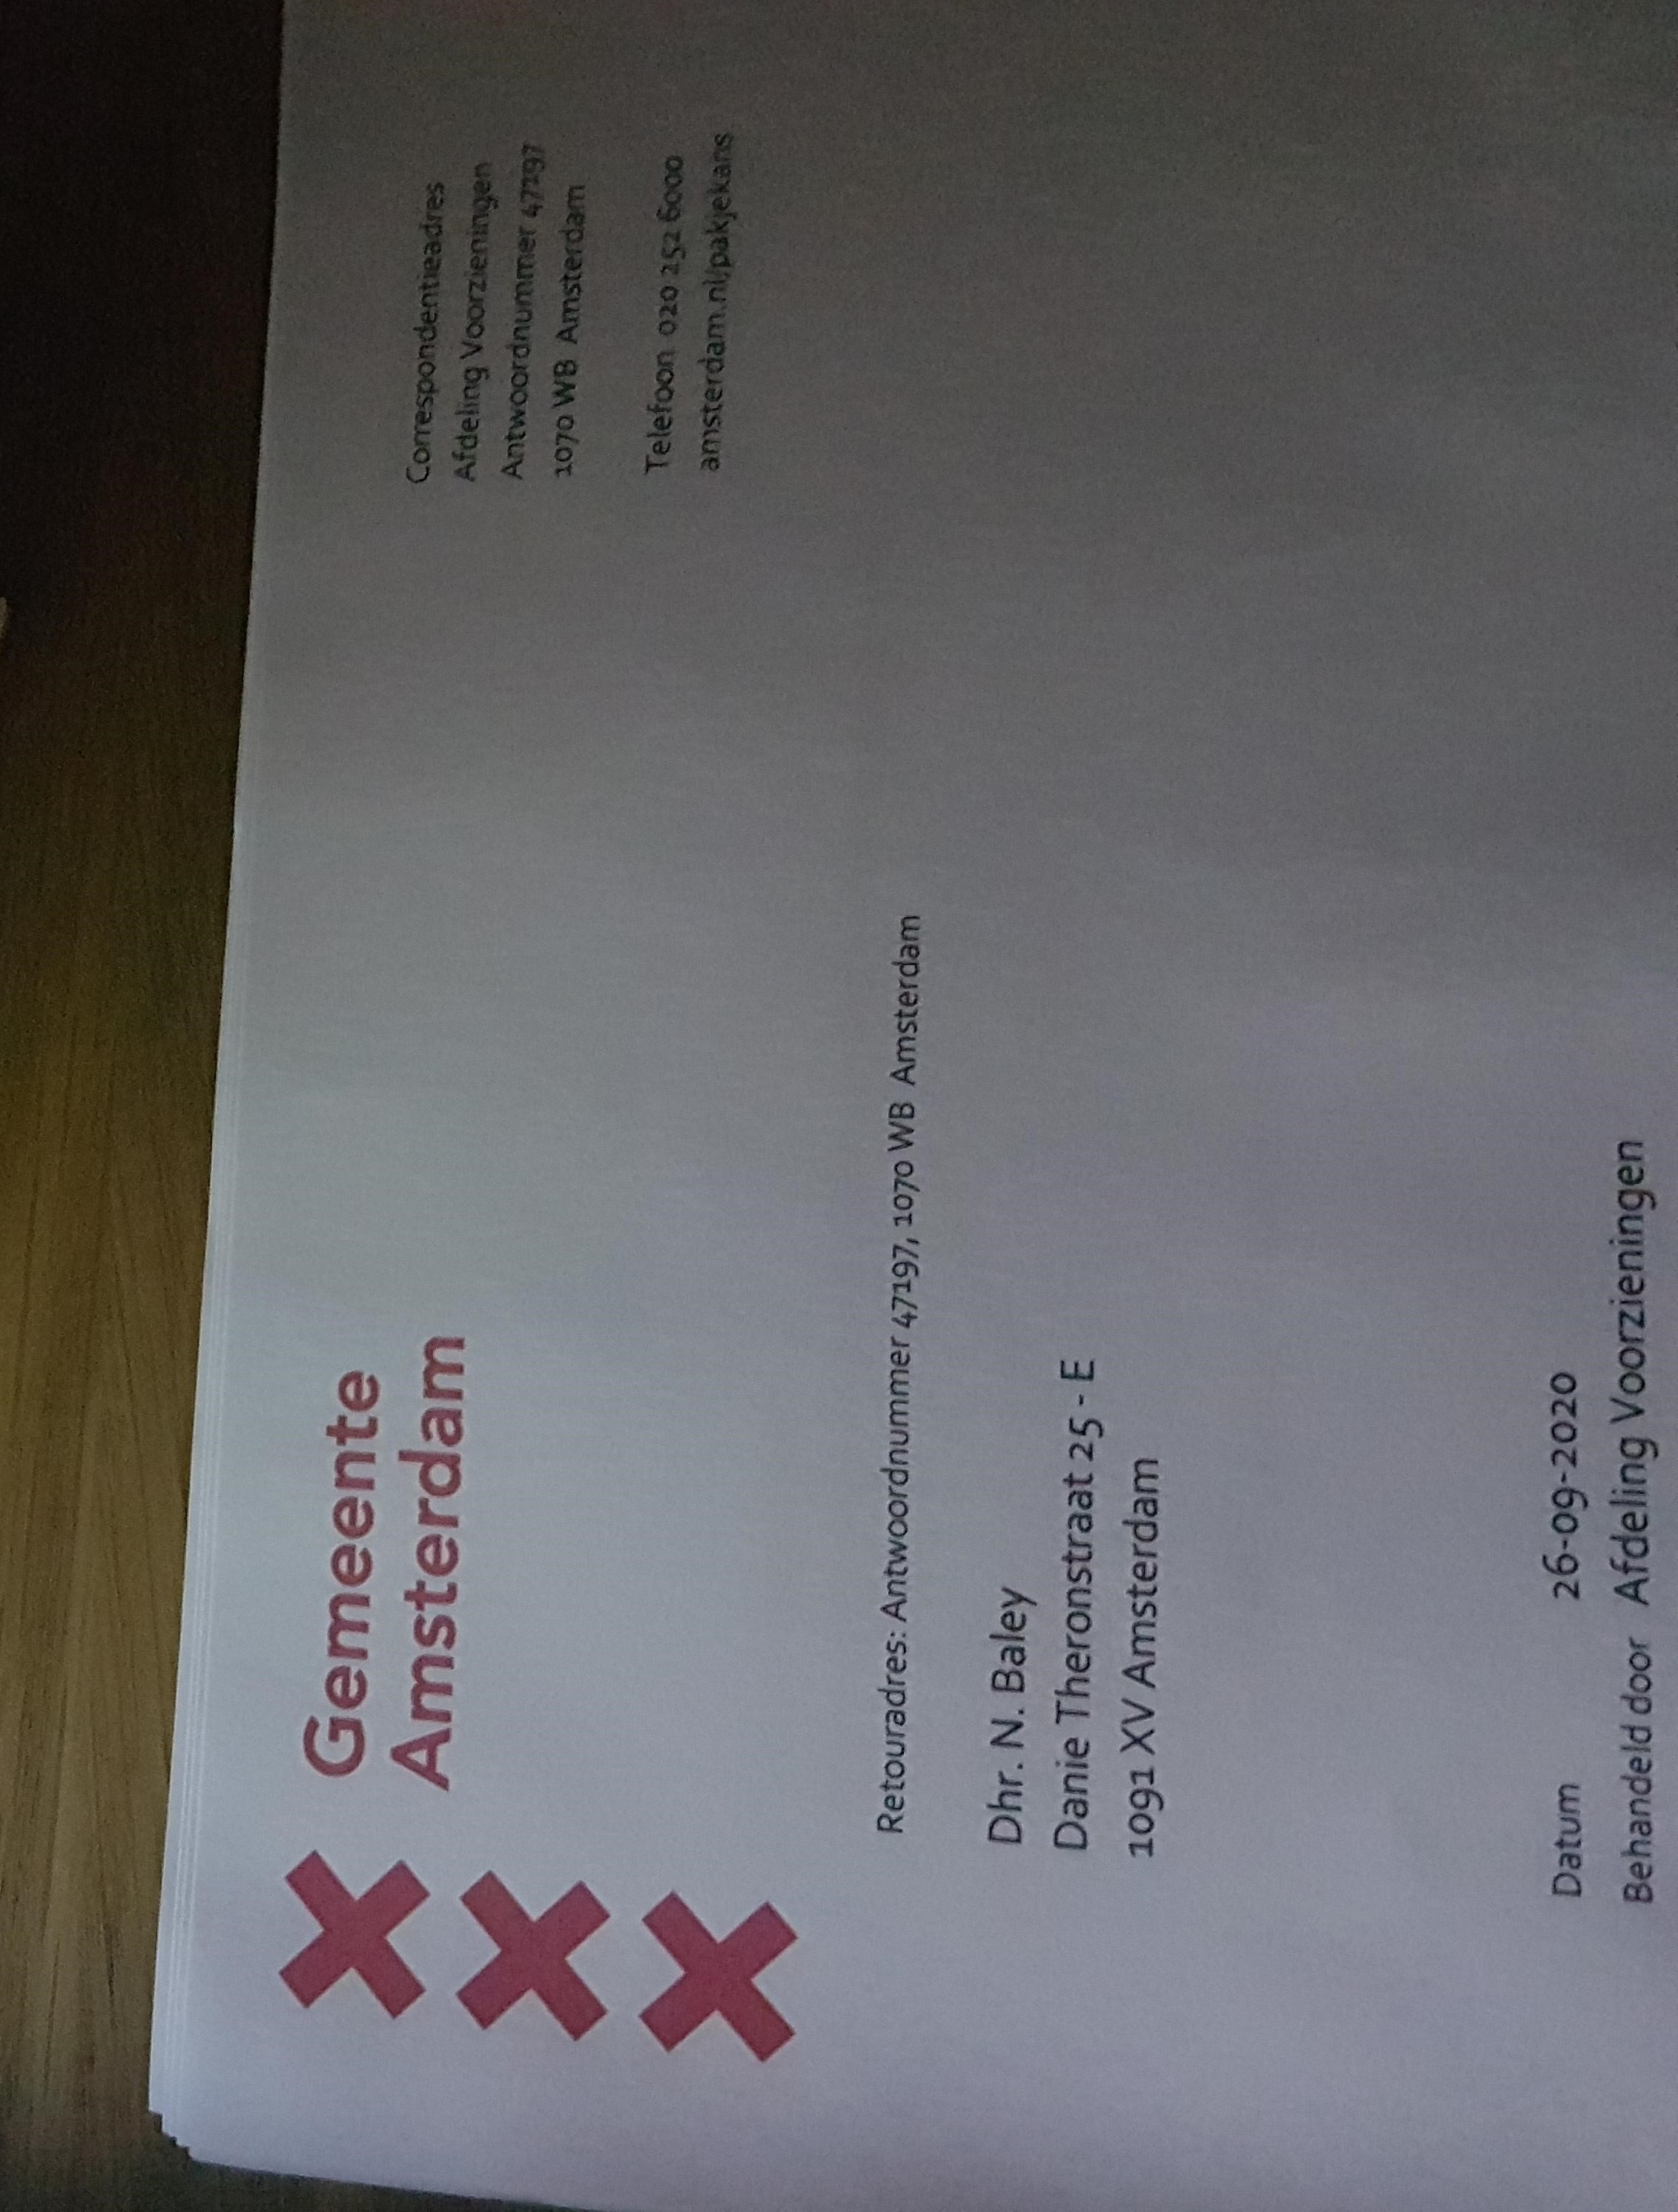 Gemeente
Amsterdam
Correspondentieadres
Afdeling Voorzieningen
Antwoordnummer 47197
1070 WB Amsterdam
Telefoon 020 252 6000
amsterdam.nl/pakjekans
Retouradres: Antwoordnummer 47197, 1070 WB Amsterdam
Dhr. N. Baley
Danie Theronstraat 25 - E
1091 XV Amsterdam
Datum 26-09-2020
Behandeld door Afdeling Voorzieningen